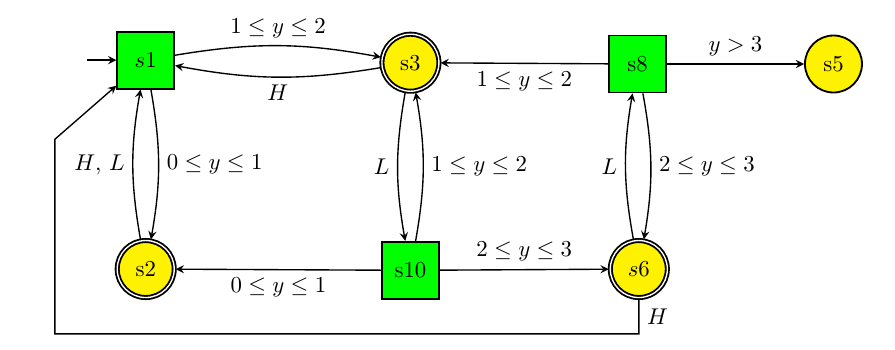 1 ≤ y ≤ 2
s1
s3
s8
y > 3
s5
H
1 ≤ y ≤ 2
H, L
0 ≤ y ≤ 1
L
1 ≤ y ≤ 2
L
2 ≤ y ≤ 3
s2
0 ≤ y ≤ 1
s10
2 ≤ y ≤ 3
s6
H